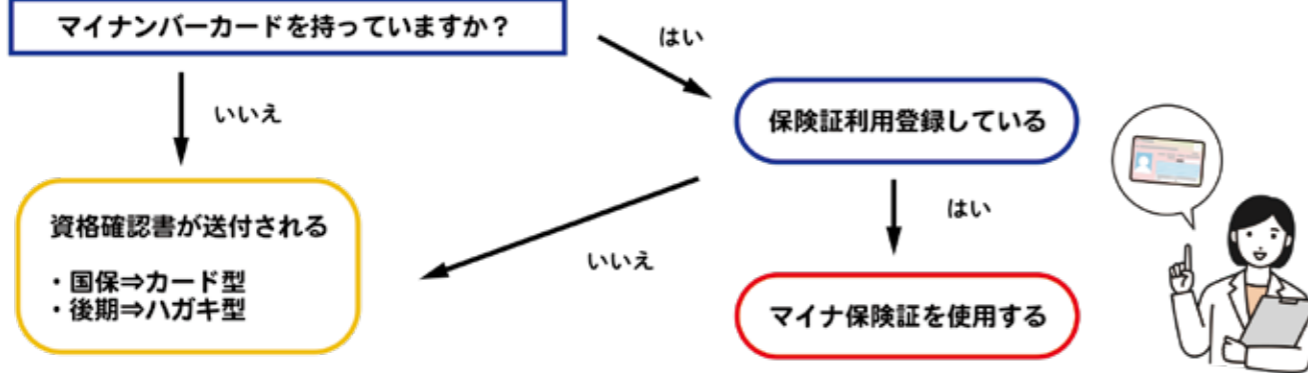 マイナンバーカードを持っていますか？
はい
いいえ
保険証利用登録している
資格確認書が送付される
・国保⇒カード型
・後期⇒ハガキ型
はい
いいえ
マイナ保険証を使用する